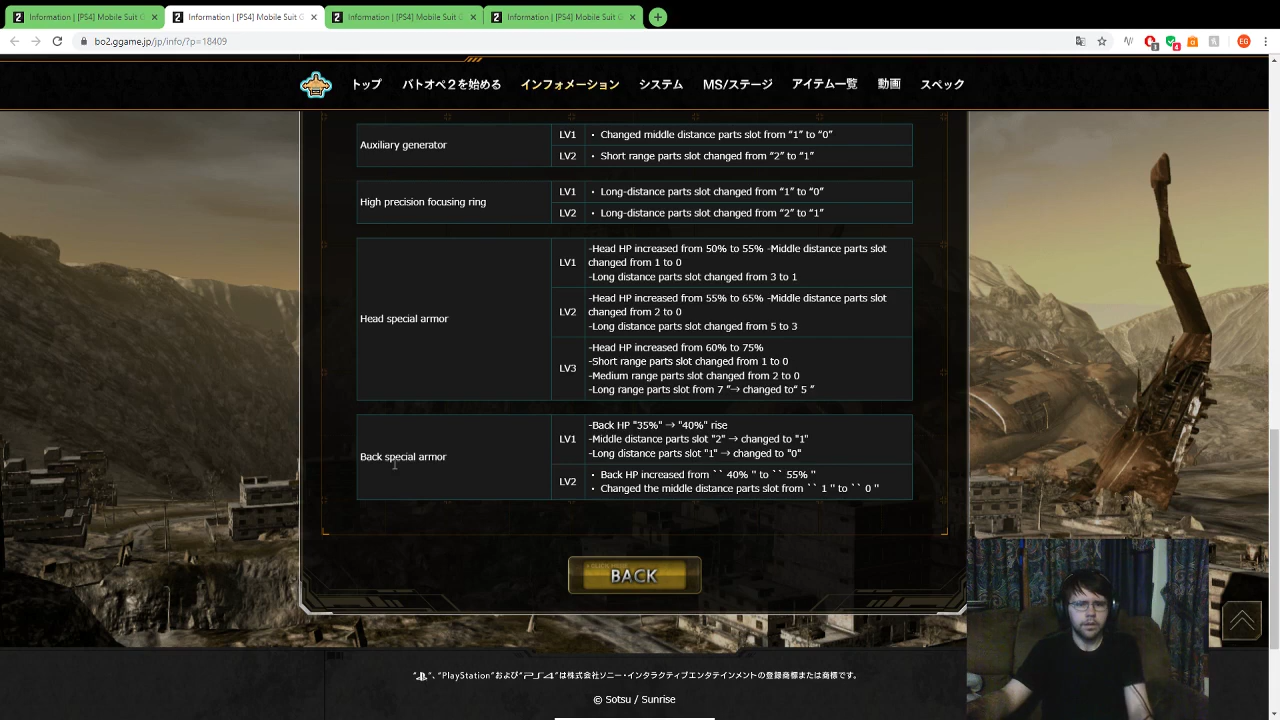 Information | [PS4] Mobile Suit G
Information | [PS4] Mobile Suit G
Information | [PS4] Mobile Suit G
Information | [PS4] Mobile Suit G
bo2.ggame.jp/jp/info/?p=18409
トップ バトオペ2を始める インフォメーション システム MS/ステージ アイテム一覧 動画 スペック
Auxiliary generator
LV1 ・ Changed middle distance parts slot from “1” to “0”
LV2 ・ Short range parts slot changed from “2” to “1”
High precision focusing ring
LV1 ・ Long-distance parts slot changed from “1” to “0”
LV2 ・ Long-distance parts slot changed from “2” to “1”
Head special armor
LV1
-Head HP increased from 50% to 55% -Middle distance parts slot
changed from 1 to 0
-Long distance parts slot changed from 3 to 1
LV2
-Head HP increased from 55% to 65% -Middle distance parts slot
changed from 2 to 0
-Long distance parts slot changed from 5 to 3
LV3
-Head HP increased from 60% to 75%
-Short range parts slot changed from 1 to 0
-Medium range parts slot changed from 2 to 0
-Long range parts slot from 7 ”→ changed to“ 5 ”
Back special armor
LV1
-Back HP "35%" → "40%" rise
-Middle distance parts slot "2" → changed to "1"
-Long distance parts slot "1" → changed to "0"
LV2
・ Back HP increased from `` 40% '' to `` 55% ''
・ Changed the middle distance parts slot from `` 1 '' to `` 0 ''
BACK
“ ”、“PlayStation”および“ ”は株式会社ソニー・インタラクティブエンタテインメントの登録商標または商標です。
© Sotsu / Sunrise